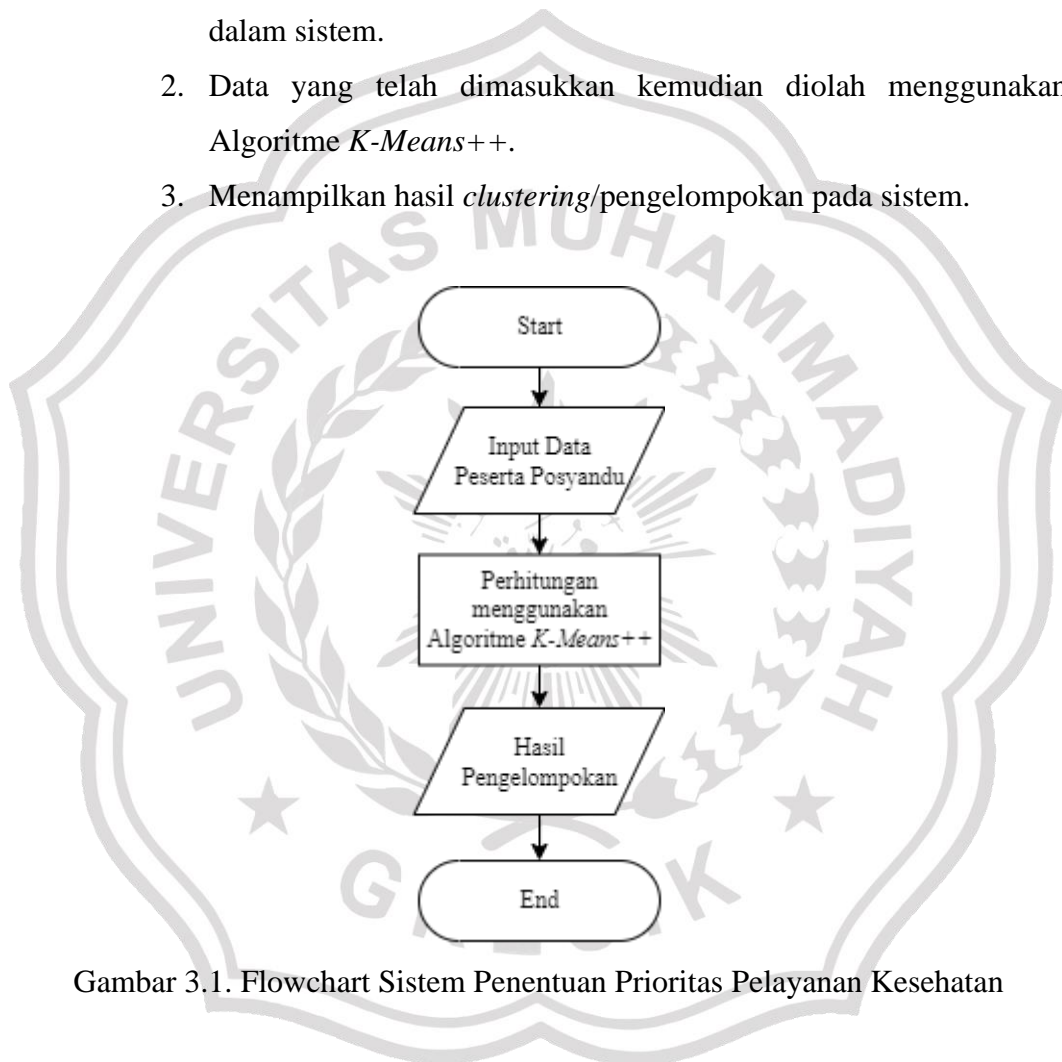 dalam sistem.
2. Data yang telah dimasukkan kemudian diolah menggunakan
Algoritme K-Means++.
3. Menampilkan hasil clustering/pengelompokan pada sistem.
UNIVERSITAS MUHAMMADIYAH
Start
Input Data
Peserta Posyandu
Perhitungan
menggunakan
Algoritme K-Means++
Hasil
Pengelompokan
End
Gambar 3.1. Flowchart Sistem Penentuan Prioritas Pelayanan Kesehatan